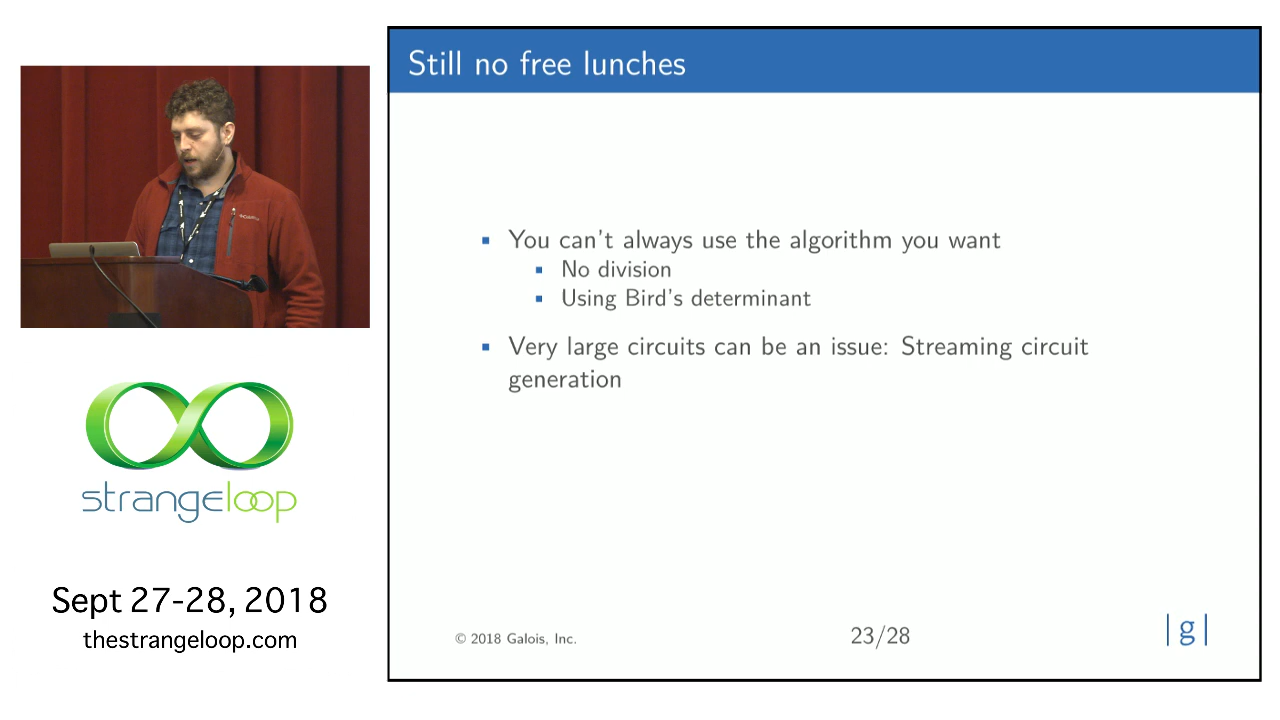 Still no free lunches
You can't always use the algorithm you want
No division
Using Bird's determinant
Very large circuits can be an issue: Streaming circuit
generation
strangeloop
Sept 27-28, 2018
thestrangeloop.com
© 2018 Galois, Inc.
23/28
|g|